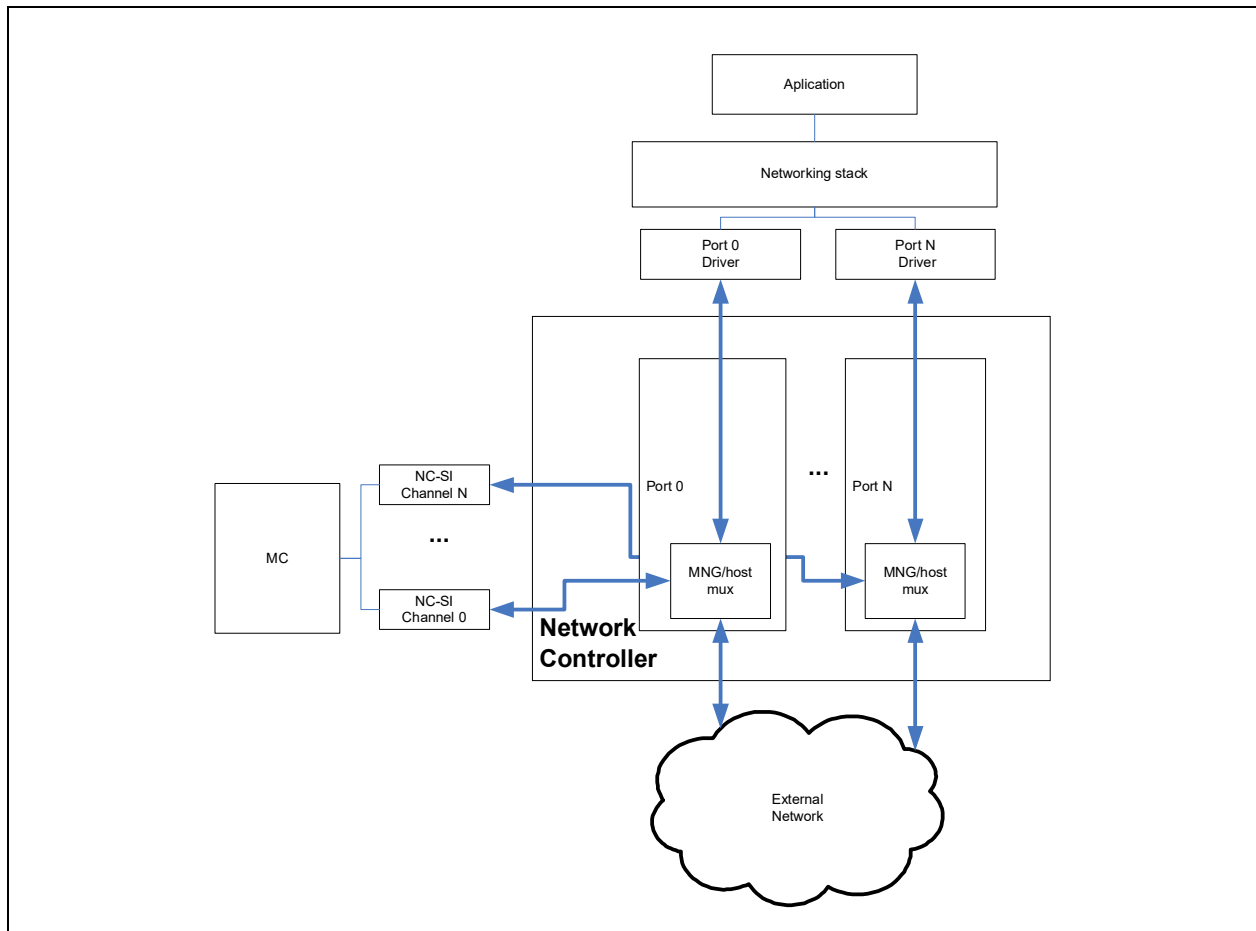 Aplication
Networking stack
Port 0
Driver
Port N
Driver
Port 0
...
Port N
NC-SI
Channel N
...
MC
NC-SI
Channel 0
MNG/host
mux
MNG/host
mux
Network
Controller
External
Network